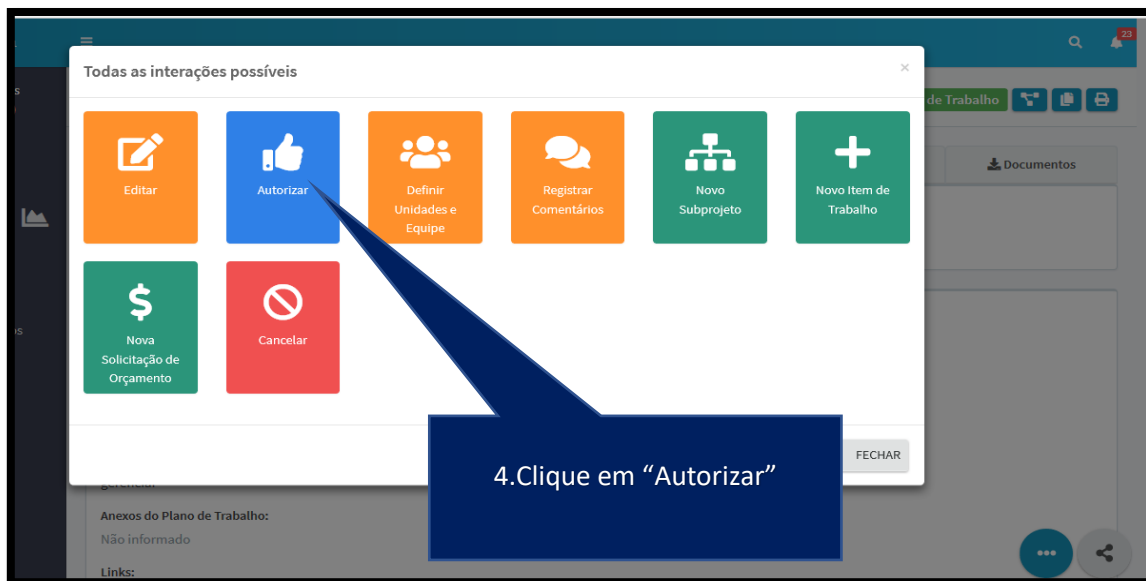 23
Todas as interações possíveis
×
s
de Trabalho
Editar
Autorizar
Definir
Unidades e
Equipe
Registrar
Comentários
Novo
Subprojeto
Novo Item de
Trabalho
Documentos
Nova
Solicitação de
Orçamento
Cancelar
os
4.Clique em “Autorizar”
FECHAR
gerencial
Anexos do Plano de Trabalho:
Não informado
Links: